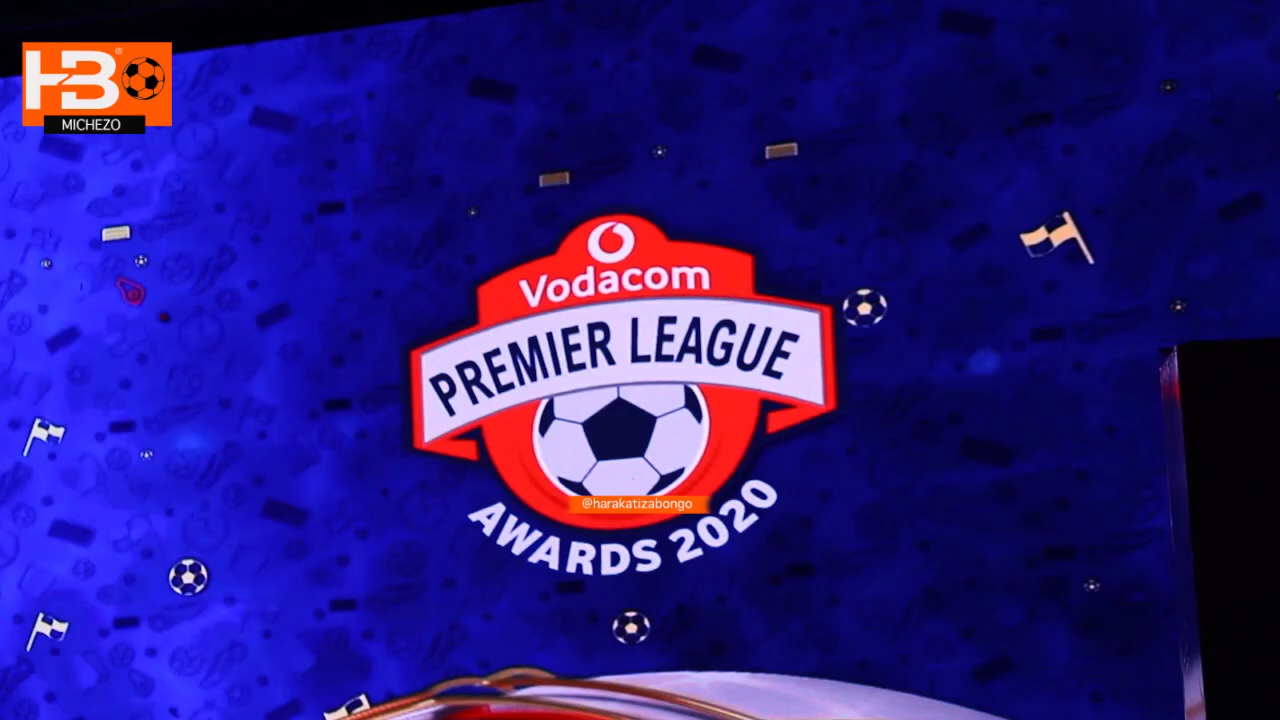 HB®
MICHEZO
Vodacom
PREMIER LEAGUE
@harakatizabongo
AWARDS 2020